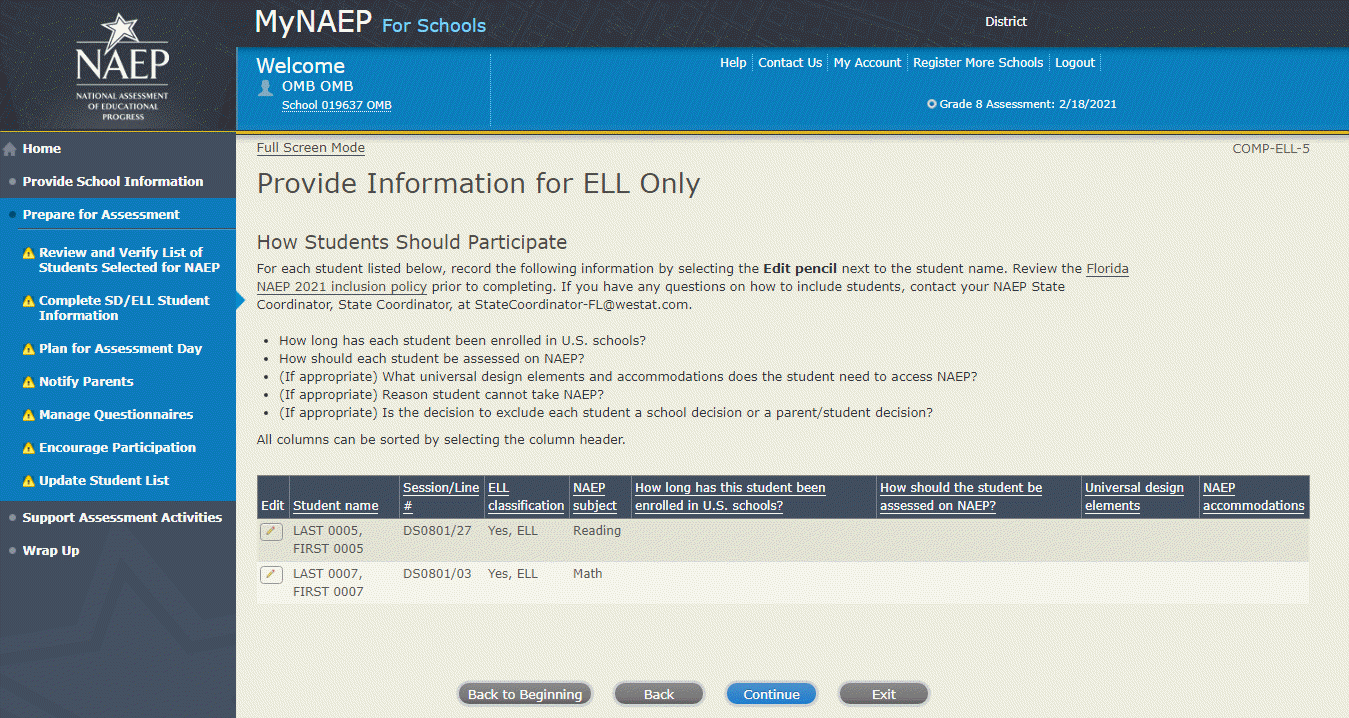 MyNAEP For Schools
District
NAEP
NATIONAL ASSESSMENT
OF EDUCATIONAL
PROGRESS
Welcome
OMB OMB
School 019637 OMB
Help
Contact Us
My Account
Register More Schools
Logout
Grade 8 Assessment: 2/18/2021
Home
Provide School Information
Prepare for Assessment
Review and Verify List of
Students Selected for NAEP
Complete SD/ELL Student
Information
Plan for Assessment Day
Notify Parents
Manage Questionnaires
Encourage Participation
Update Student List
Support Assessment Activities
Wrap Up
Full Screen Mode
COMP-ELL-5
Provide Information for ELL Only
How Students Should Participate
For each student listed below, record the following information by selecting the Edit pencil next to the student name. Review the Florida
NAEP 2021 inclusion policy prior to completing. If you have any questions on how to include students, contact your NAEP State
Coordinator, State Coordinator, at StateCoordinator-FL@westat.com.
• How long has each student been enrolled in U.S. schools?
• How should each student be assessed on NAEP?
• (If appropriate) What universal design elements and accommodations does the student need to access NAEP?
• (If appropriate) Reason student cannot take NAEP?
• (If appropriate) Is the decision to exclude each student a school decision or a parent/student decision?
All columns can be sorted by selecting the column header.
Edit
Student name
Session/Line
#
ELL
classification
NAEP
subject
How long has this student been
enrolled in U.S. schools?
How should the student be
assessed on NAEP?
Universal design
elements
NAEP
accommodations
LAST 0005,
FIRST 0005
DS0801/27
Yes, ELL
Reading
LAST 0007,
FIRST 0007
DS0801/03
Yes, ELL
Math
Back to Beginning
Back
Continue
Exit